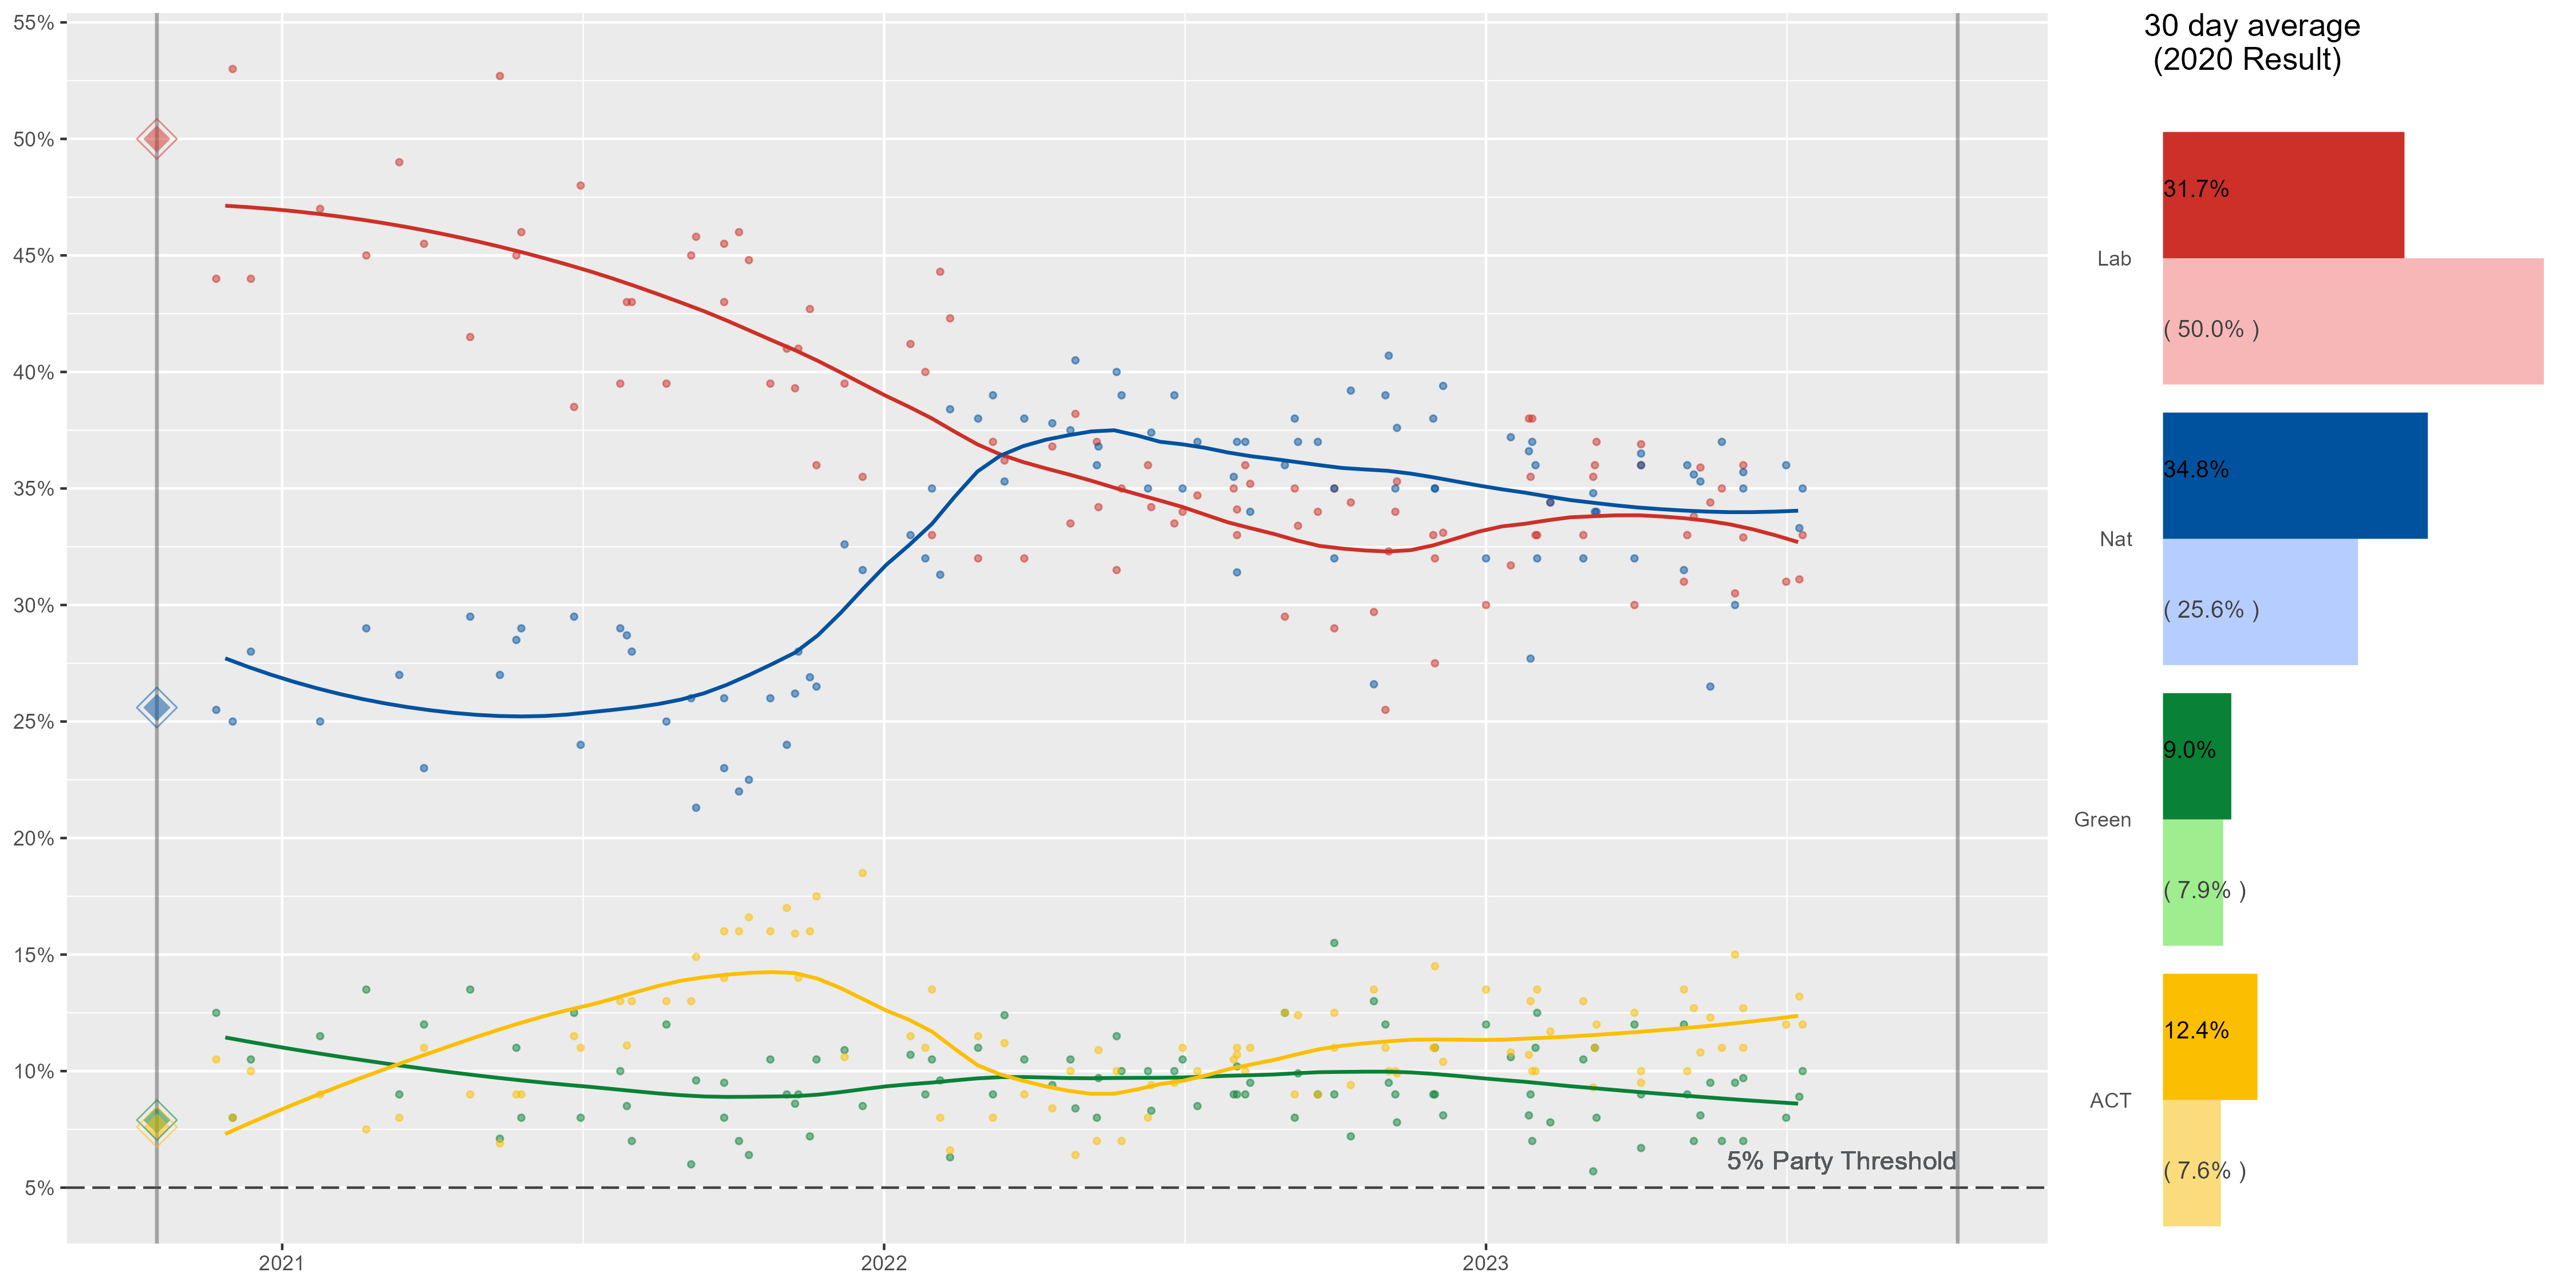 55%
50%
45%
40%
35%
30%
25%
20%
15%
10%
5%
5% Party Threshold
2021
2022
2023
30 day average
(2020 Result)
Lab
31.7%
( 50.0% )
Nat
34.8%
( 25.6% )
Green
9.0%
( 7.9% )
ACT
12.4%
( 7.6% )